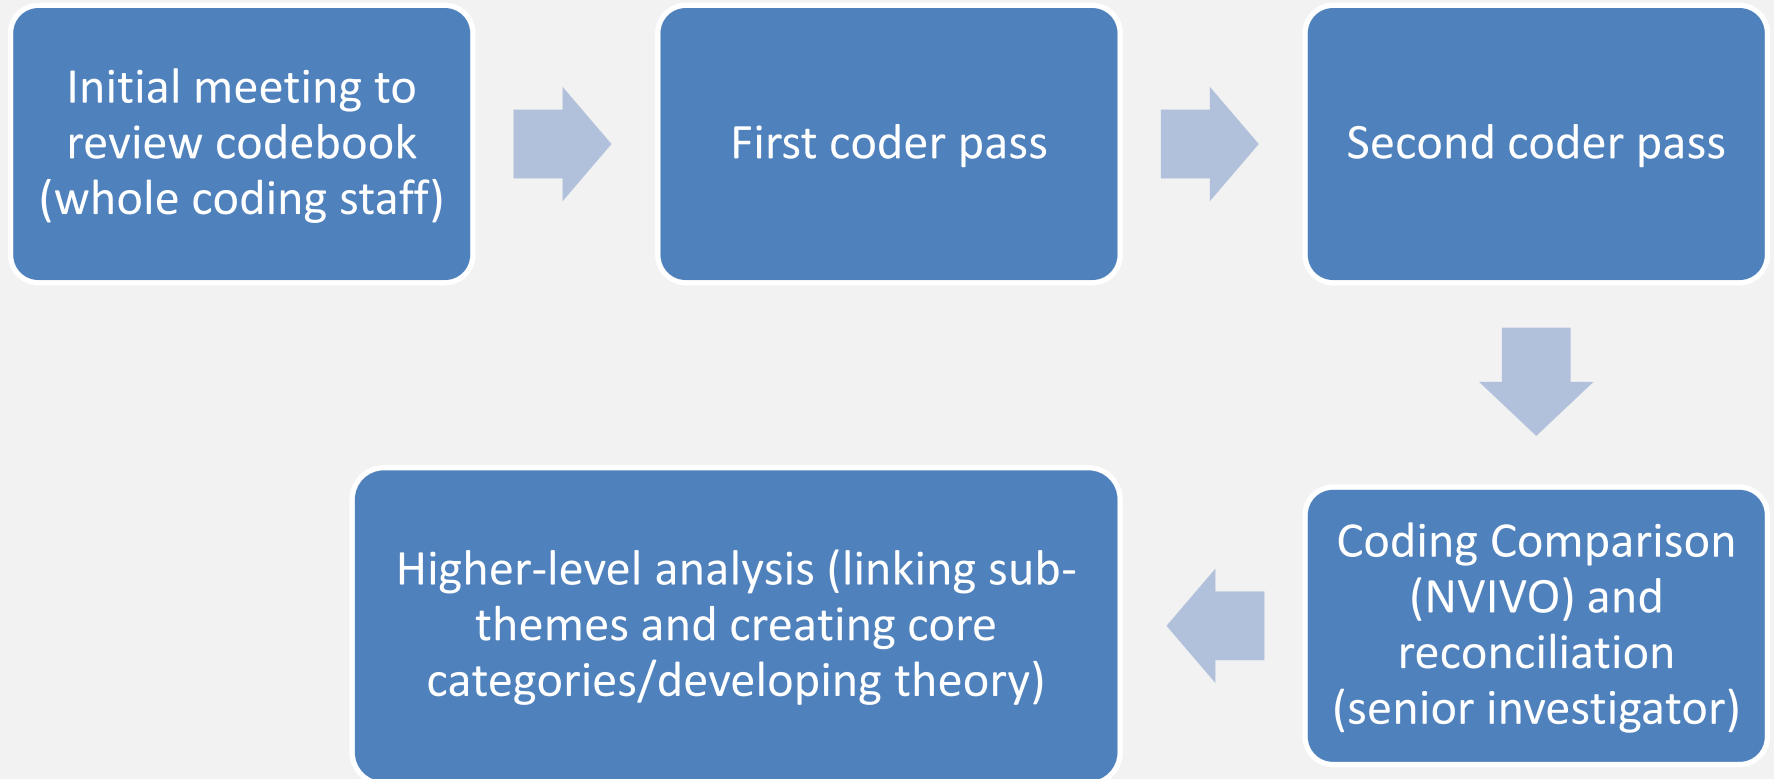 Initial meeting to
review codebook
(whole coding staff)
First coder pass
Second coder pass
Coding Comparison
(NVIVO) and
reconciliation
(senior investigator)
Higher-level analysis (linking sub-
themes and creating core
categories/developing theory)